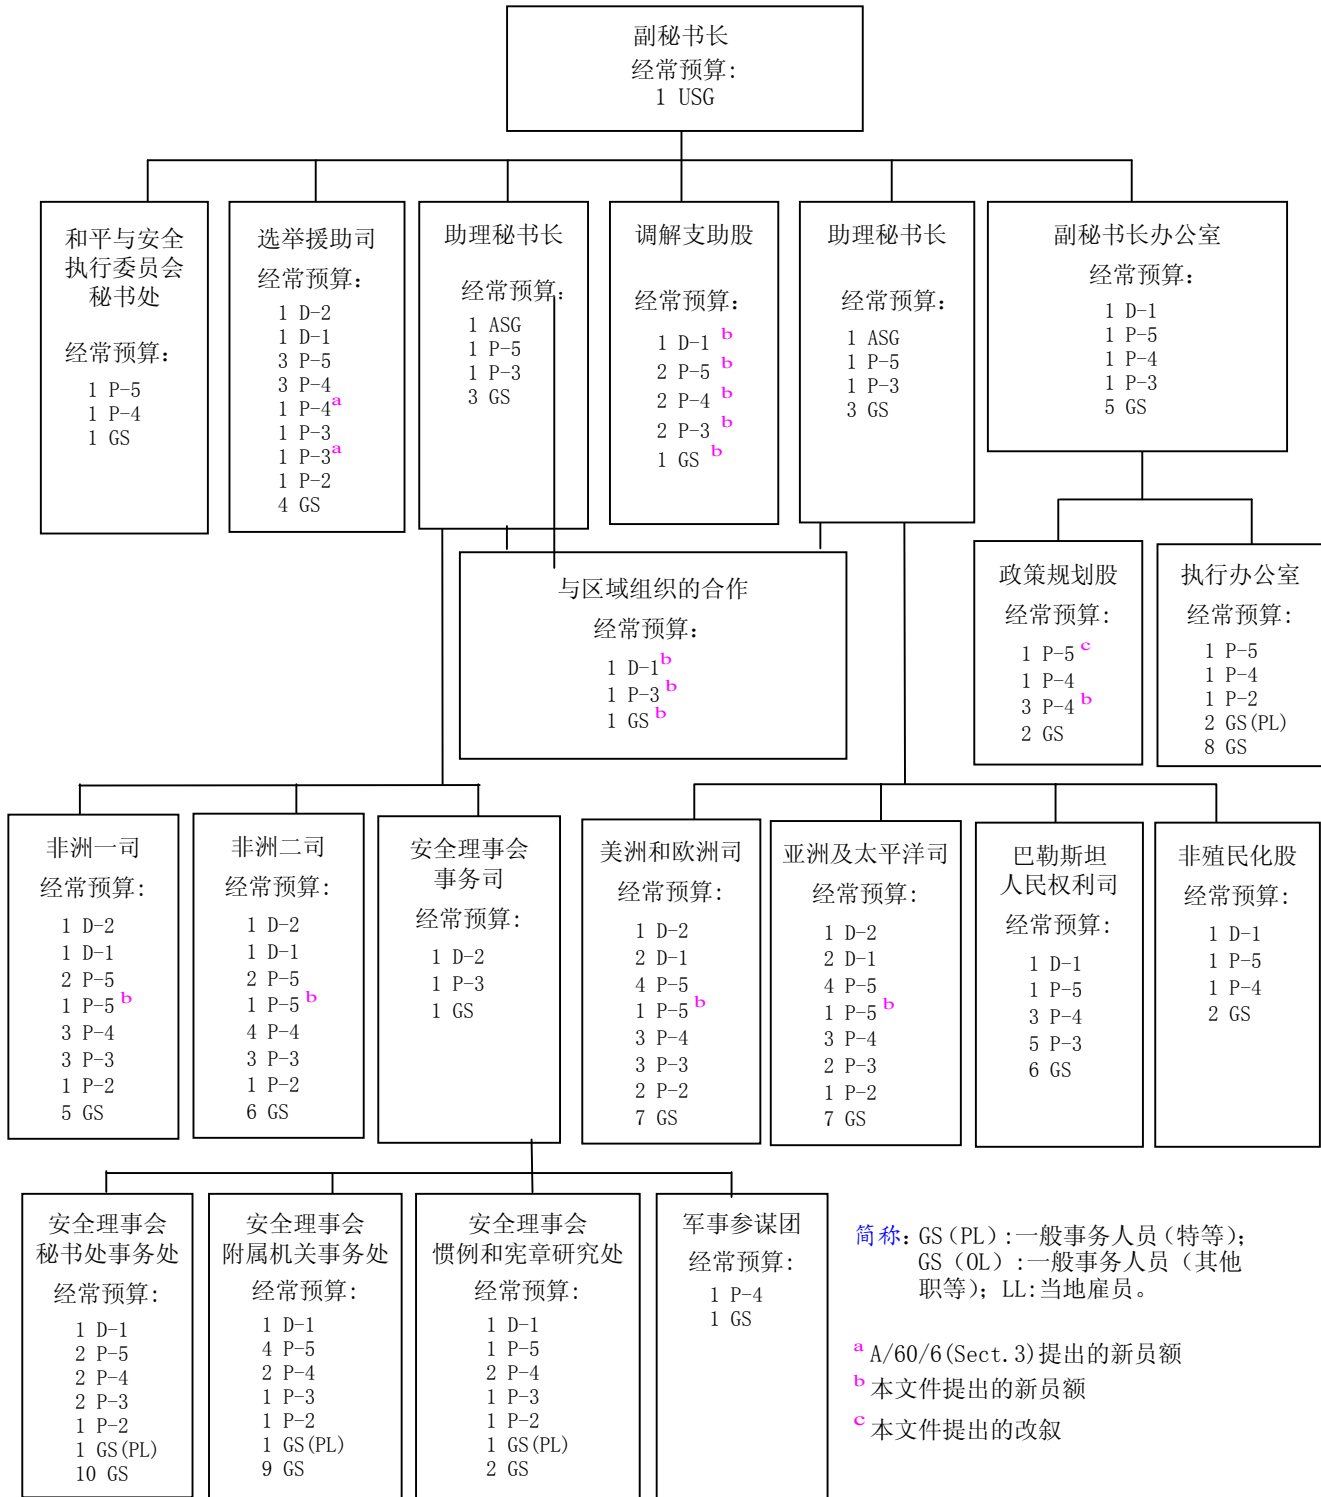 副秘书长
经常预算:
1 USG
和平与安全
执行委员会
秘书处
经常预算:
1 P-5
1 P-4
1 GS
选举援助司
经常预算:
1 D-2
1 D-1
3 P-5
3 P-4
1 P-4 a
1 P-3
1 P-3 a
1 P-2
4 GS
助理秘书长
经常预算:
1 ASG
1 P-5
1 P-3
3 GS
调解支助股
经常预算:
1 D-1 b
2 P-5 b
2 P-4 b
2 P-3 b
1 GS b
助理秘书长
经常预算:
1 ASG
1 P-5
1 P-3
3 GS
副秘书长办公室
经常预算:
1 D-1
1 P-5
1 P-4
1 P-3
5 GS
与区域组织的合作
经常预算:
1 D-1 b
1 P-3 b
1 GS b
政策规划股
经常预算:
1 P-5 c
1 P-4
3 P-4 b
2 GS
执行办公室
经常预算:
1 P-5
1 P-4
1 P-2
2 GS(PL)
8 GS
非洲一司
经常预算:
1 D-2
1 D-1
2 P-5
1 P-5 b
3 P-4
3 P-3
1 P-2
5 GS
非洲二司
经常预算:
1 D-2
1 D-1
2 P-5
1 P-5 b
4 P-4
3 P-3
1 P-2
6 GS
安全理事会
事务司
经常预算:
1 D-2
1 P-3
1 GS
美洲和欧洲司
经常预算:
1 D-2
2 D-1
4 P-5
1 P-5 b
3 P-4
3 P-3
2 P-2
7 GS
亚洲及太平洋司
经常预算:
1 D-2
2 D-1
4 P-5
1 P-5 b
3 P-4
2 P-3
1 P-2
7 GS
巴勒斯坦
人民权利司
经常预算:
1 D-1
1 P-5
3 P-4
5 P-3
6 GS
非殖民化股
经常预算:
1 D-1
1 P-5
1 P-4
2 GS
安全理事会
秘书处事务处
经常预算:
1 D-1
2 P-5
2 P-4
2 P-3
1 P-2
1 GS(PL)
10 GS
安全理事会
附属机关事务处
经常预算:
1 D-1
4 P-5
2 P-4
1 P-3
1 P-2
1 GS(PL)
9 GS
安全理事会
惯例和宪章研究处
经常预算:
1 D-1
1 P-5
2 P-4
1 P-3
1 P-2
1 GS(PL)
2 GS
军事参谋团
经常预算:
1 P-4
1 GS
简称: GS(PL):一般事务人员(特等);
GS(OL):一般事务人员(其他
职等); LL:当地雇员。
a A/60/6(Sect.3)提出的新员额
b 本文件提出的新员额
c 本文件提出的改叙